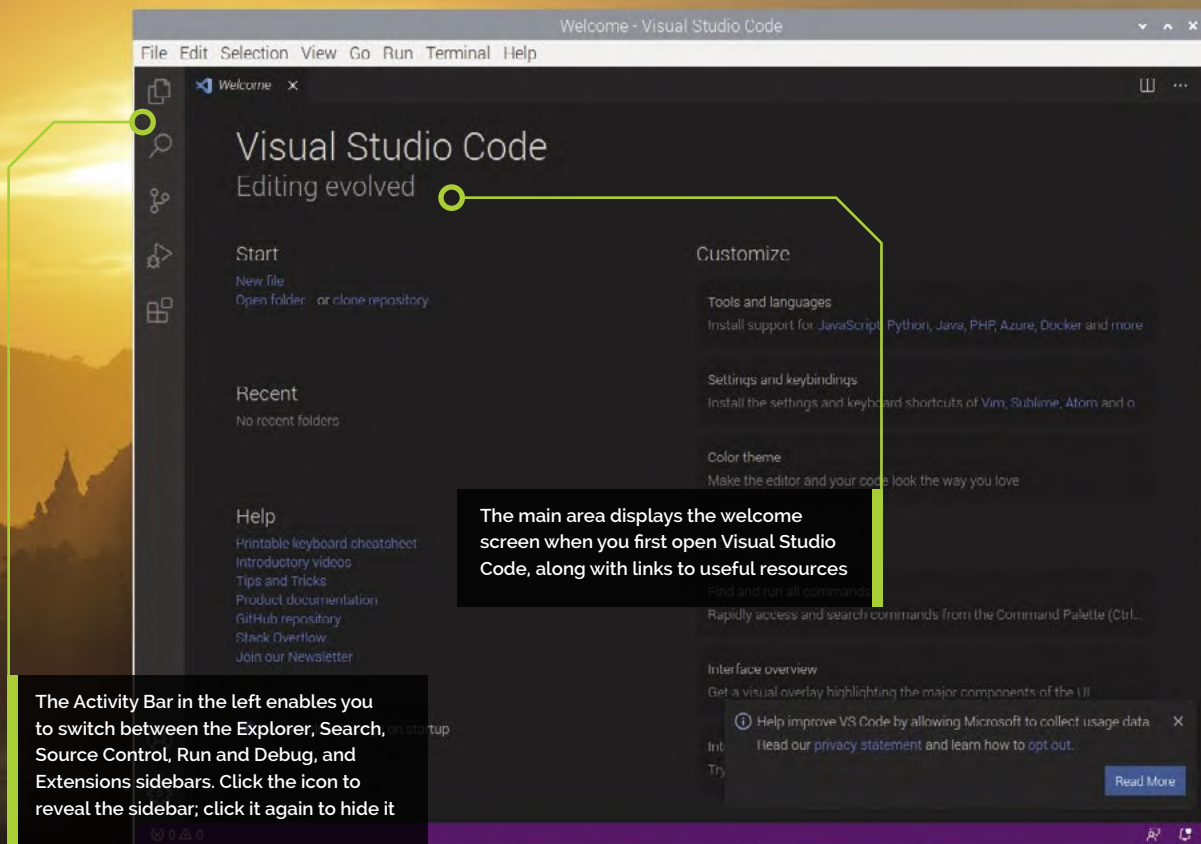 Welcome - Visual Studio Code
File Edit Selection View Go Run Terminal Help
Welcome
Visual Studio Code
Editing evolved
Start
New file
Open folder or clone repository
Recent
No recent folders
Help
Printable keyboard cheatsheet
Introductory videos
Tips and Tricks
Product documentation
GitHub repository
Stack Overflow
Join our Newsletter
on startup
Customize
Tools and languages
Install support for JavaScript, Python, Java, PHP, Azure, Docker and more
Settings and keybindings
Install the settings and keyboard shortcuts of Vim, Sublime, Atom and o
Color theme
Make the editor and your code look the way you love
Find and run all commands
Rapidly access and search commands from the Command Palette (Ctrl...
Interface overview
Get a visual overlay highlighting the major components of the UI
Int
Try
Help improve VS Code by allowing Microsoft to collect usage data.
Read our privacy statement and learn how to opt out.
Read More
0 0
The main area displays the welcome
screen when you first open Visual Studio
Code, along with links to useful resources
The Activity Bar in the left enables you
to switch between the Explorer, Search,
Source Control, Run and Debug, and
Extensions sidebars. Click the icon to
reveal the sidebar; click it again to hide it